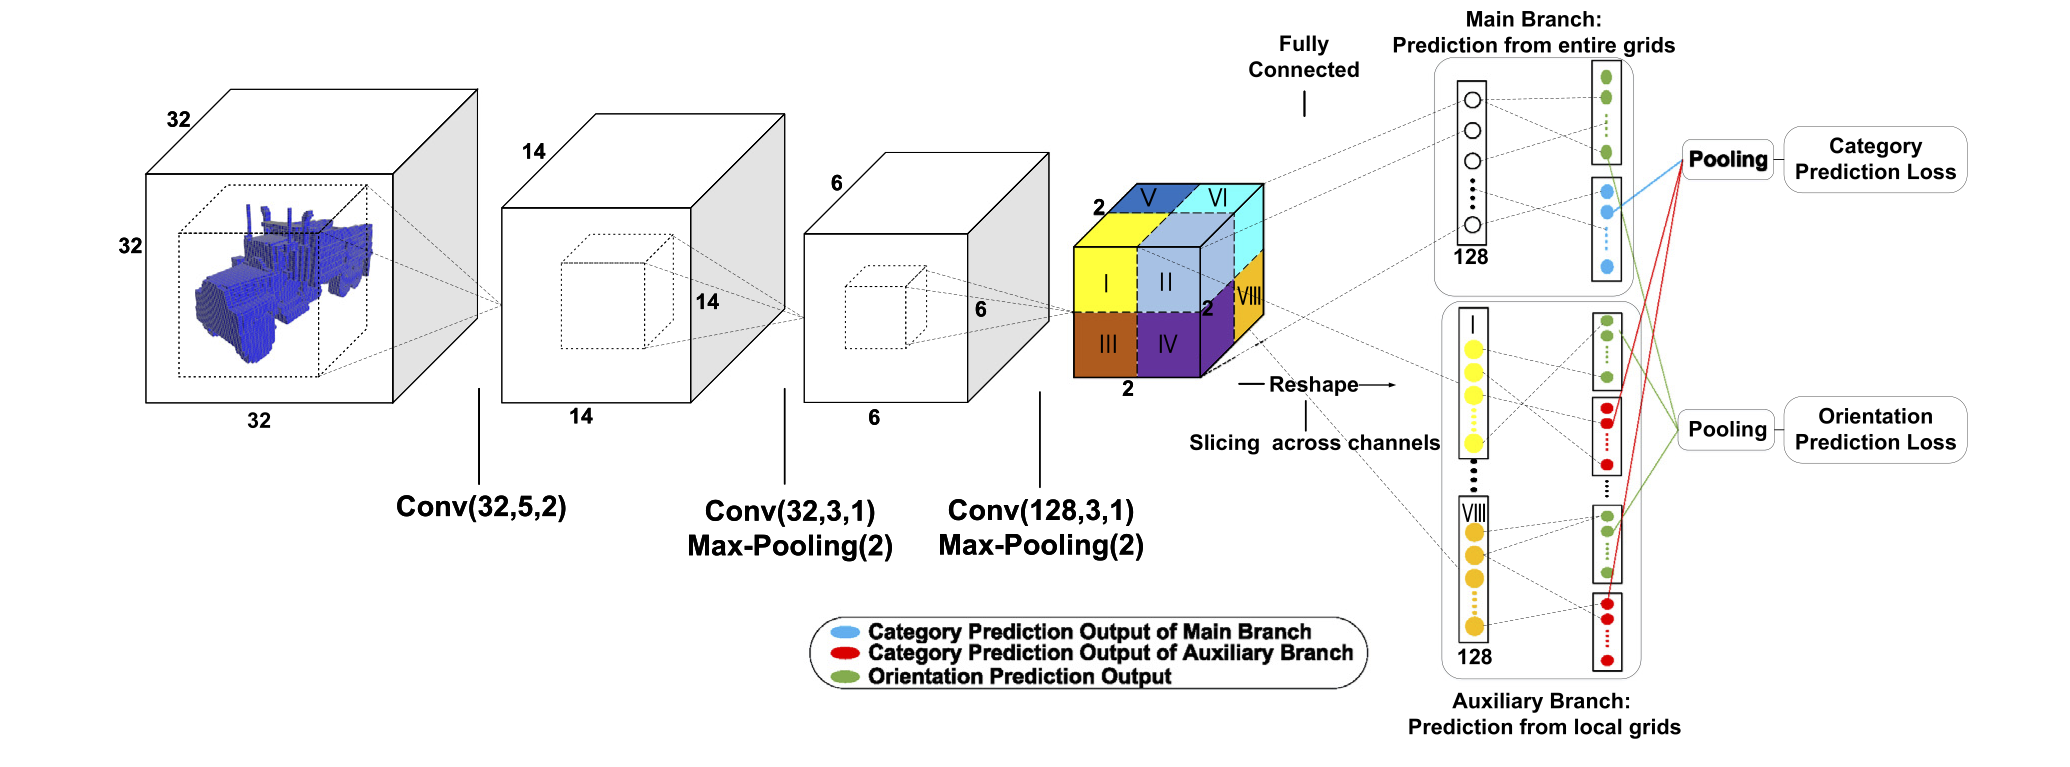 Main Branch:
Prediction from entire grids
Fully
Connected
32
32
32
14
14
14
6
6
6
2
2
2
I
II
III
IV
V
VI
VIII
128
Pooling
Category
Prediction Loss
Reshape
Slicing across channels
I
VIII
128
Pooling
Orientation
Prediction Loss
Conv(32,5,2)
Conv(32,3,1)
Max-Pooling(2)
Conv(128,3,1)
Max-Pooling(2)
Category Prediction Output of Main Branch
Category Prediction Output of Auxiliary Branch
Orientation Prediction Output
Auxiliary Branch:
Prediction from local grids